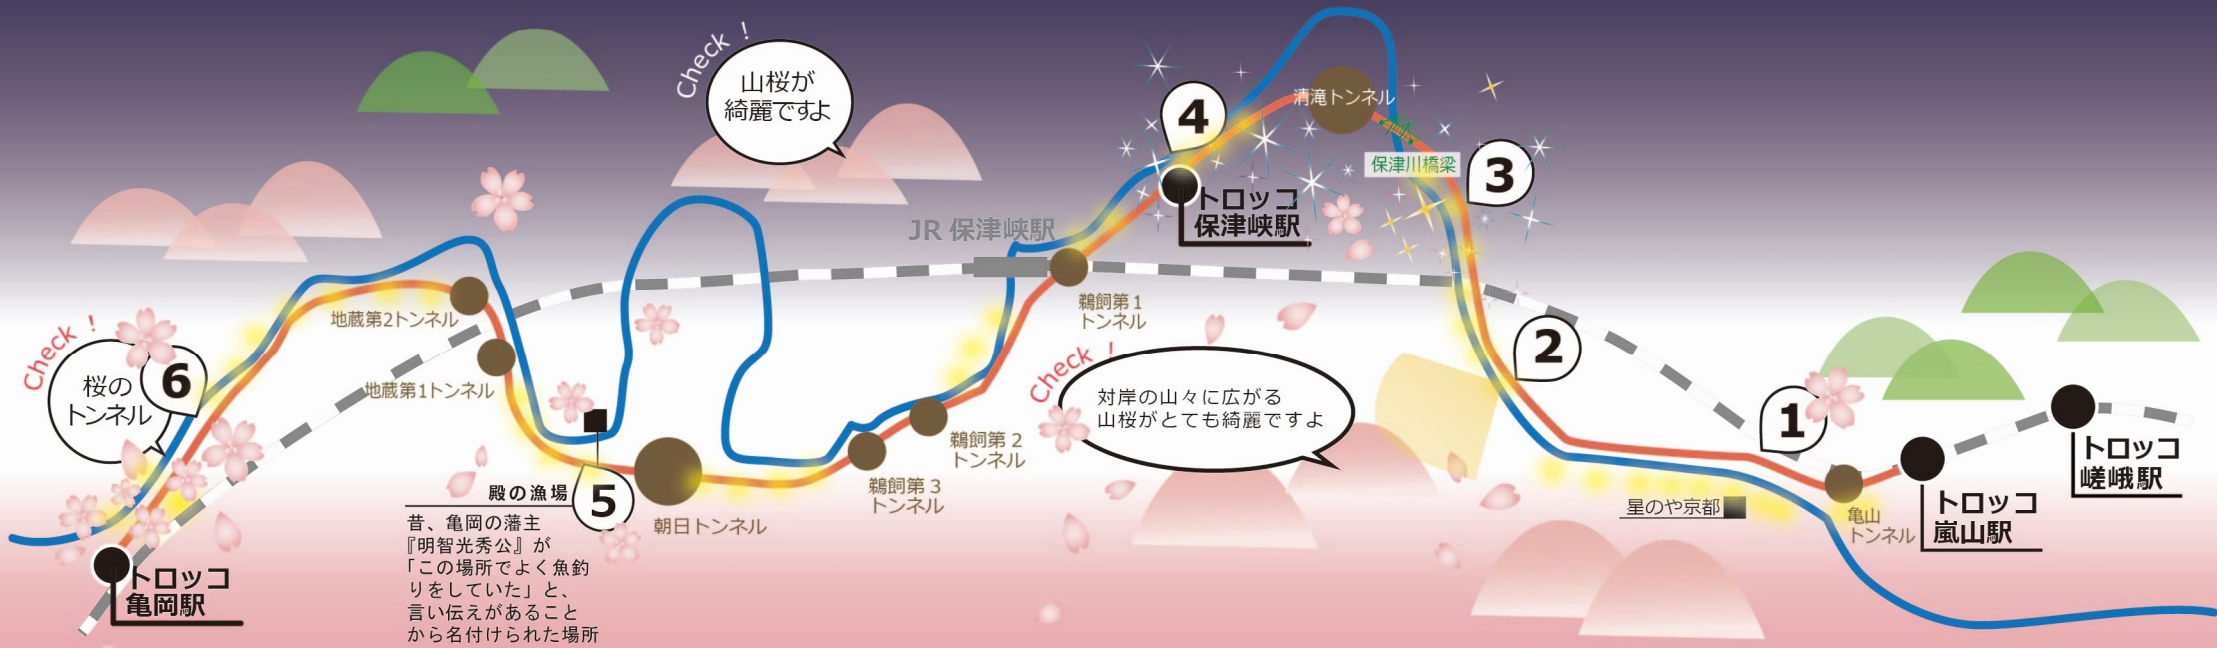 Check !
山桜が
綺麗ですよ
4
清滝トンネル
保津川橋梁
3
トロッコ
保津峡駅
JR 保津峡駅
鵜飼第1
トンネル
2
Check !
対岸の山々に広がる
山桜がとても綺麗ですよ
1
トロッコ
嵯峨駅
トロッコ
嵐山駅
亀山
トンネル
星のや京都
鵜飼第2
トンネル
鵜飼第3
トンネル
朝日トンネル
5
殿の漁場
昔、亀岡の藩主
『明智光秀公』が
「この場所でよく魚釣
りをしていた」と、
言い伝えがあること
から名付けられた場所
地蔵第2トンネル
地蔵第1トンネル
Check !
桜の
トンネル
6
トロッコ
亀岡駅